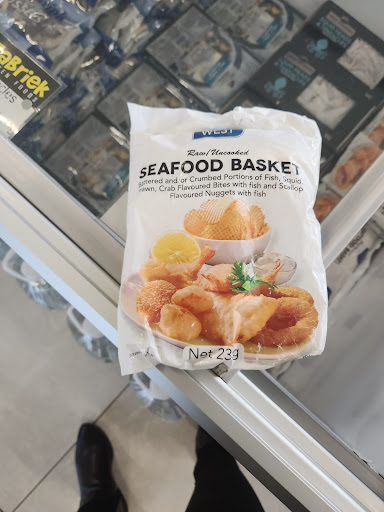 WEST
Raw/Uncooked
SEAFOOD BASKET
Battered and/or Crumbed Portions of Fish, Squid,
Prawn, Crab Flavoured Bites with fish and Scallop
Flavoured Nuggets with fish
Net 23g